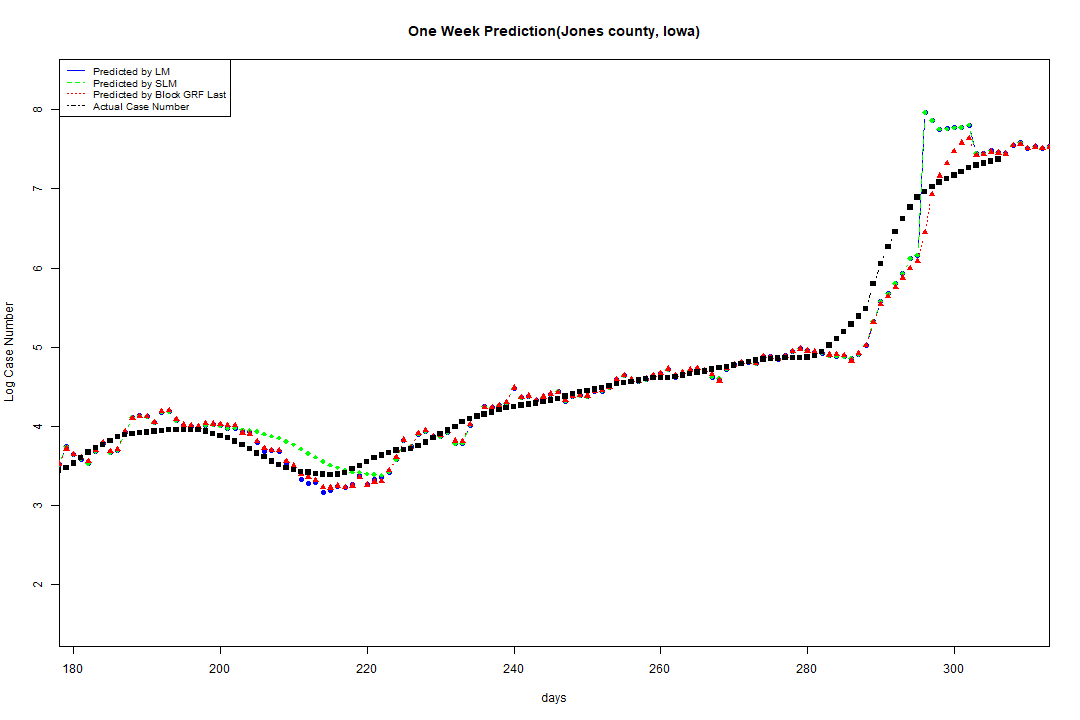 One Week Prediction(Jones county, Iowa)
Predicted by LM
Predicted by SLM
Predicted by Block GRF Last
Actual Case Number
8
7
6
5
4
3
2
Log Case Number
180 200 220 240 260 280 300
days